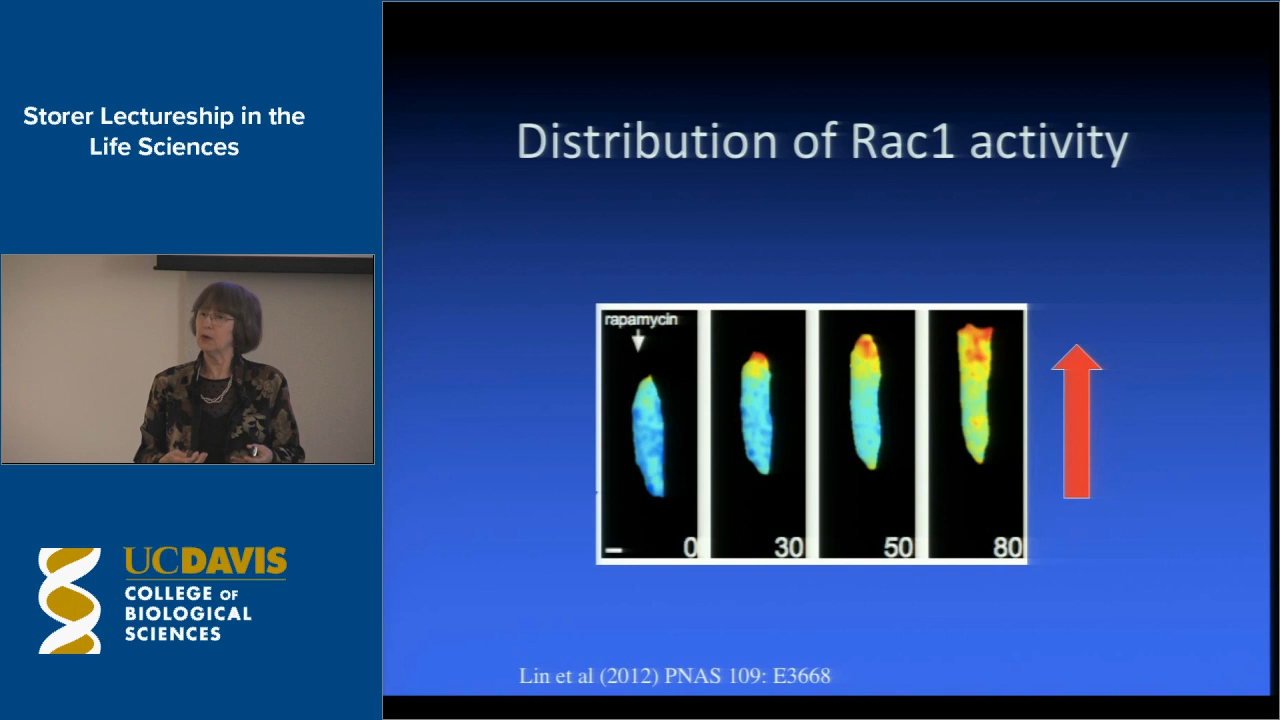 Storer Lectureship in the
Life Sciences
UCDAVIS
COLLEGE OF
BIOLOGICAL
SCIENCES
Distribution of Rac1 activity
rapamycin
0
30
50
80
Lin et al (2012) PNAS 109: E3668